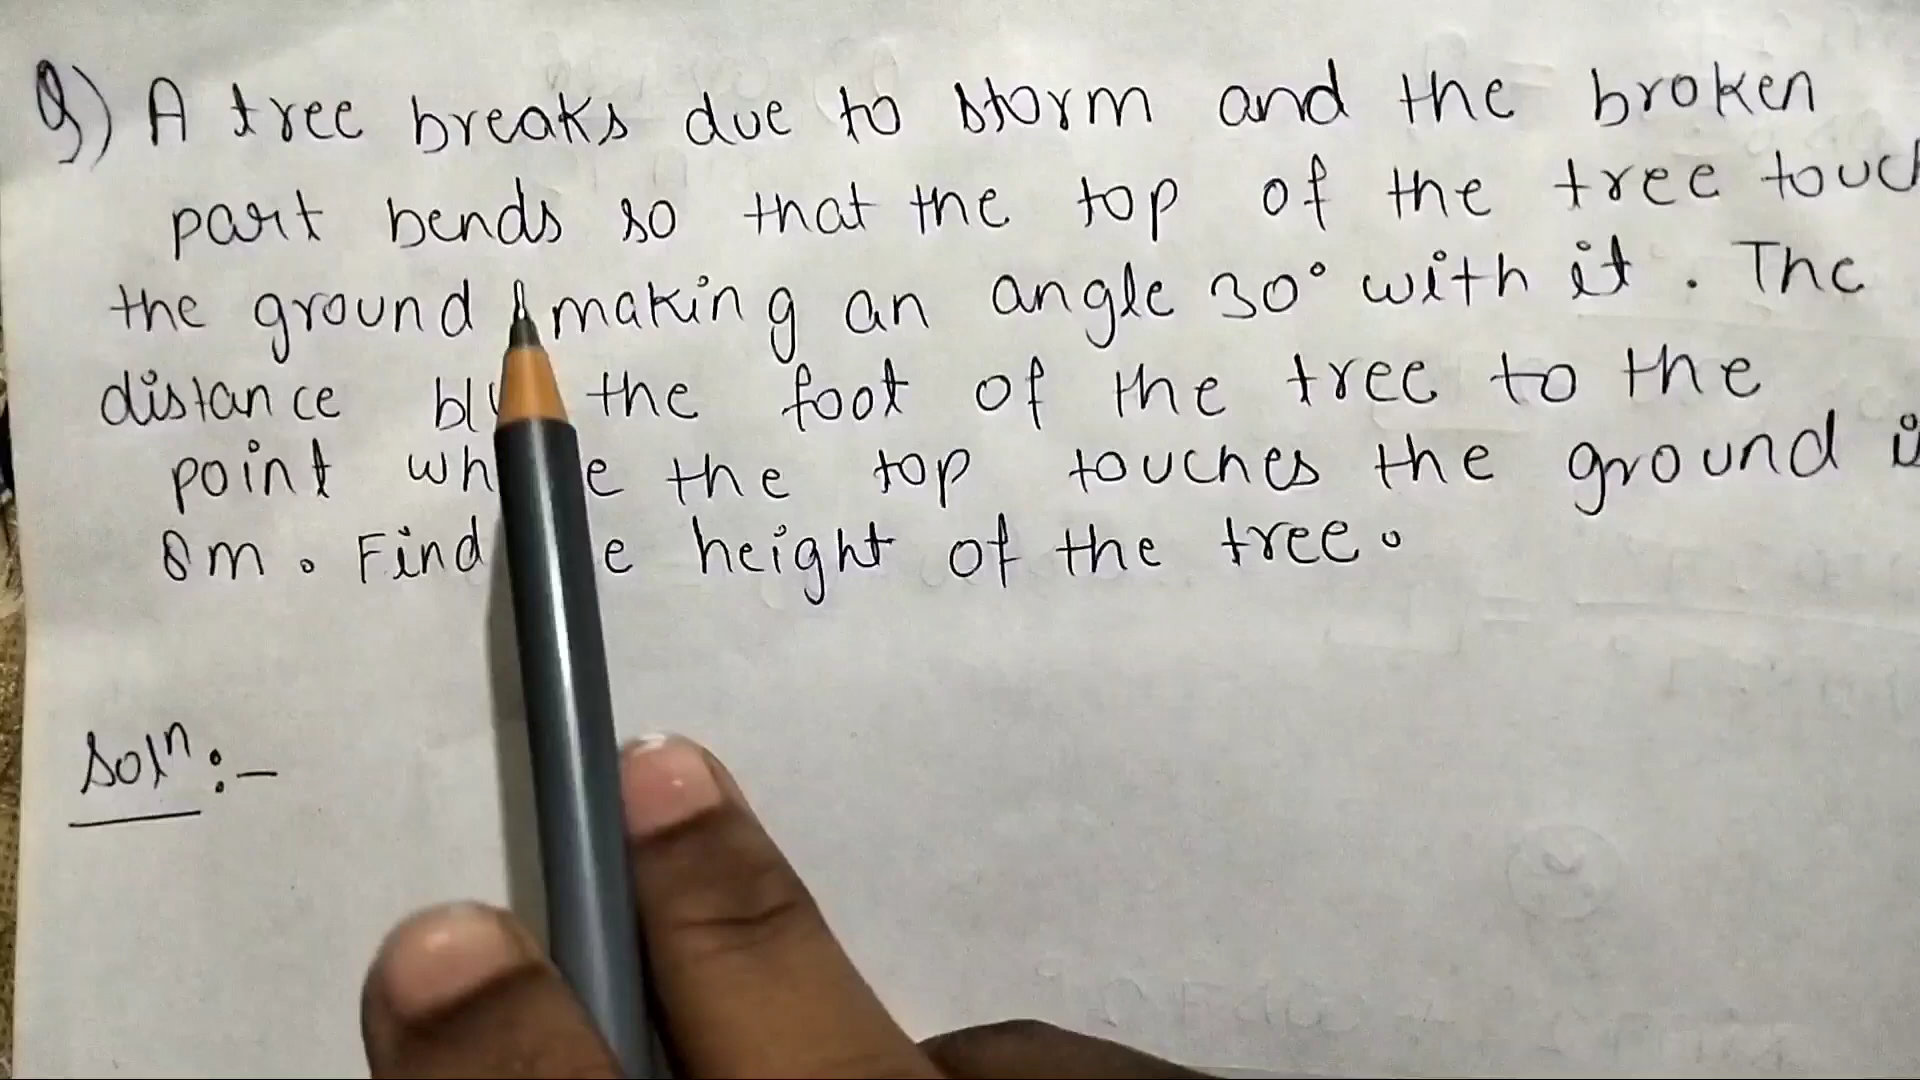 Q) A tree breaks due to storm and the broken
part bends so that the top of the tree touch
the ground making an angle 30° with it. The
distance the foot of the tree to the
point the top touches the ground is
8m. Find height of the tree.
Solⁿ:-